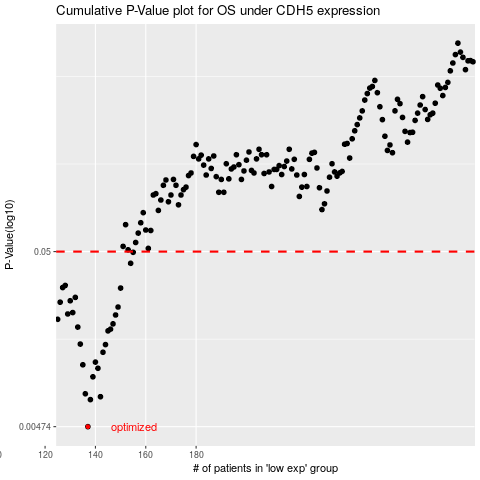 Cumulative P-Value plot for OS under CDH5 expression
P-Value(log10)
0.05
0.00474
optimized
0 120 140 160 180
# of patients in 'low exp' group